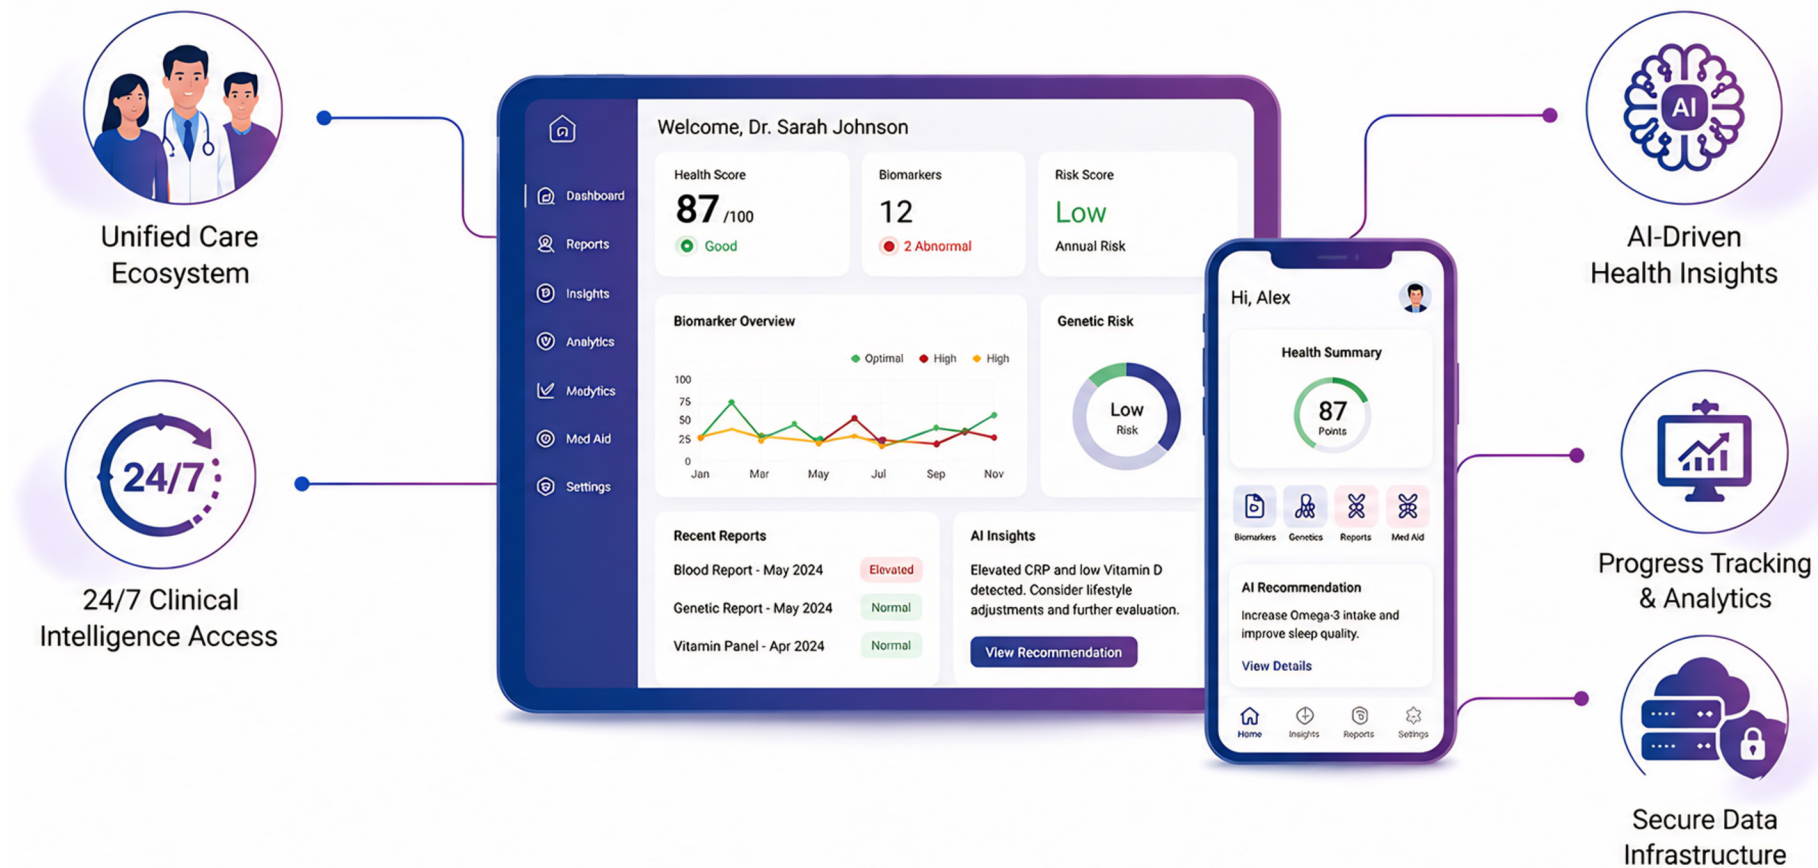 Unified Care
Ecosystem
24/7
24/7 Clinical
Intelligence Access
Welcome, Dr. Sarah Johnson
Dashboard
Reports
Insights
Analytics
Modytics
Med Aid
Settings
Health Score
87 /100
Good
Biomarkers
12
2 Abnormal
Risk Score
Low
Annual Risk
Biomarker Overview
Optimal High High
100
75
50
25
0
Jan Mar May Jul Sep Nov
Genetic Risk
Low
Risk
Recent Reports
Blood Report - May 2024 Elevated
Genetic Report - May 2024 Normal
Vitamin Panel - Apr 2024 Normal
AI Insights
Elevated CRP and low Vitamin D
detected. Consider lifestyle
adjustments and further evaluation.
View Recommendation
Hi, Alex
Health Summary
87
Points
Biomarkers Genetics Reports Med Aid
AI Recommendation
Increase Omega-3 intake and
improve sleep quality.
View Details
Home Insights Reports Settings
AI
AI-Driven
Health Insights
Progress Tracking
& Analytics
Secure Data
Infrastructure